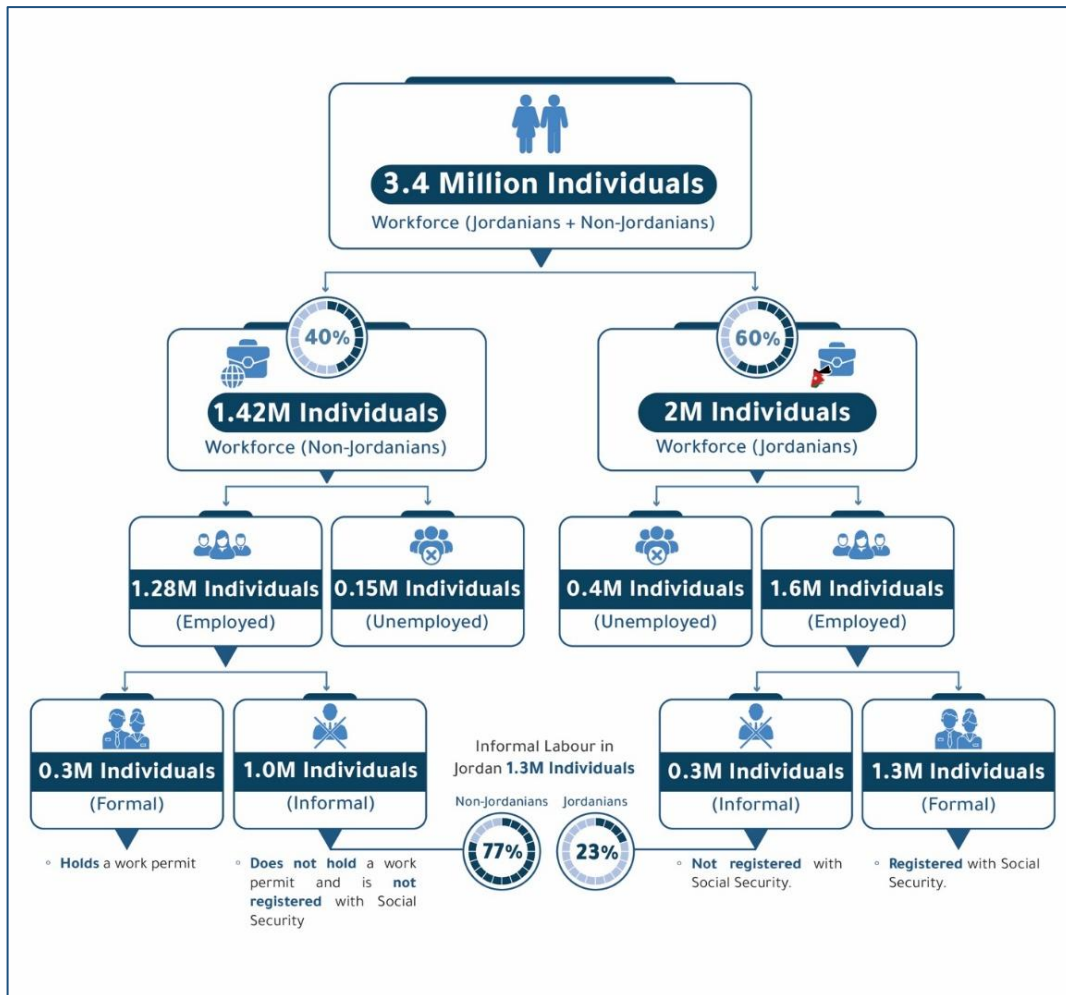 3.4 Million Individuals
Workforce (Jordanians + Non-Jordanians)
40%
1.42M Individuals
Workforce (Non-Jordanians)
60%
2M Individuals
Workforce (Jordanians)
1.28M Individuals
(Employed)
0.15M Individuals
(Unemployed)
0.4M Individuals
(Unemployed)
1.6M Individuals
(Employed)
0.3M Individuals
(Formal)
◦ Holds a work permit
1.0M Individuals
(Informal)
◦ Does not hold a work
permit and is not
registered with Social
Security
Informal Labour in
Jordan 1.3M Individuals
Non-Jordanians
77%
Jordanians
23%
0.3M Individuals
(Informal)
◦ Not registered with
Social Security.
1.3M Individuals
(Formal)
◦ Registered with Social
Security.